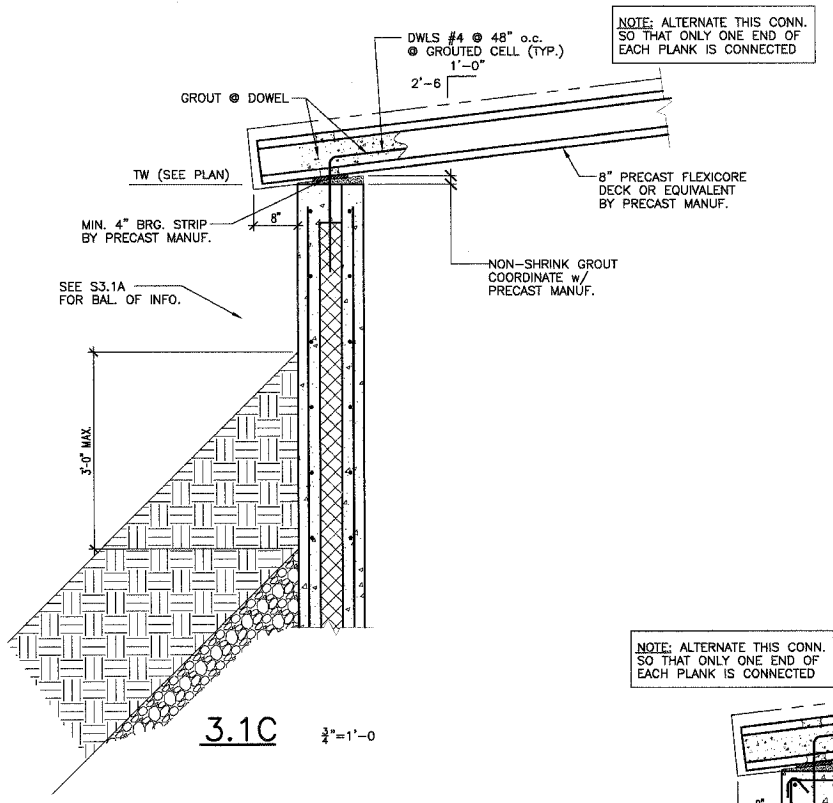 NOTE: ALTERNATE THIS CONN.
SO THAT ONLY ONE END OF
EACH PLANK IS CONNECTED
DWLS #4 @ 48" o.c.
@ GROUTED CELL (TYP.)
1'-0"
2'-6
GROUT @ DOWEL
TW (SEE PLAN)
8" PRECAST FLEXICORE
DECK OR EQUIVALENT
BY PRECAST MANUF.
8"
MIN. 4" BRG. STRIP
BY PRECAST MANUF.
NON-SHRINK GROUT
COORDINATE w/
PRECAST MANUF.
SEE S3.1A
FOR BAL. OF INFO.
3'-0" MAX.
3.1C
3/4"=1'-0
NOTE: ALTERNATE THIS CONN.
SO THAT ONLY ONE END OF
EACH PLANK IS CONNECTED